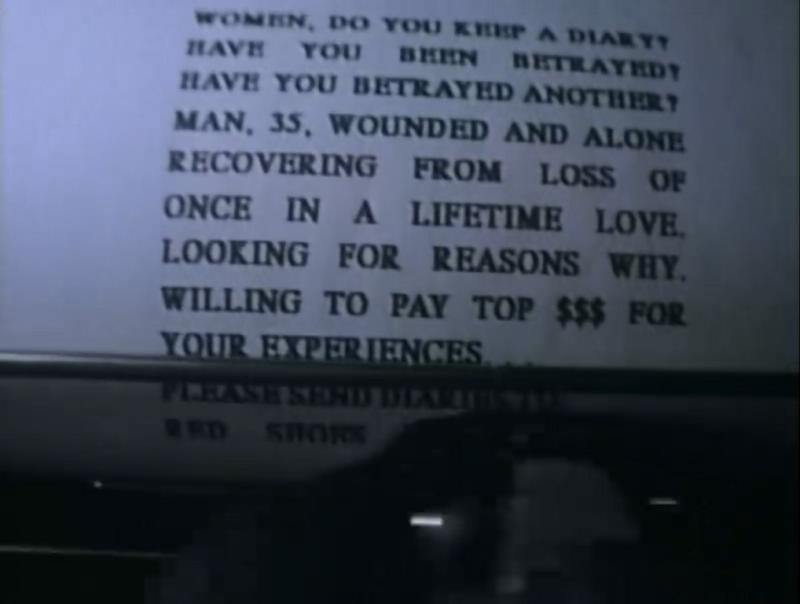 WOMEN, DO YOU KEEP A DIARY?
HAVE YOU BEEN BETRAYED?
HAVE YOU BETRAYED ANOTHER?
MAN, 35, WOUNDED AND ALONE
RECOVERING FROM LOSS OF
ONCE IN A LIFETIME LOVE.
LOOKING FOR REASONS WHY.
WILLING TO PAY TOP $$$ FOR
YOUR EXPERIENCES. . .
PLEASE SEND DIARIES TO
RED SHOES